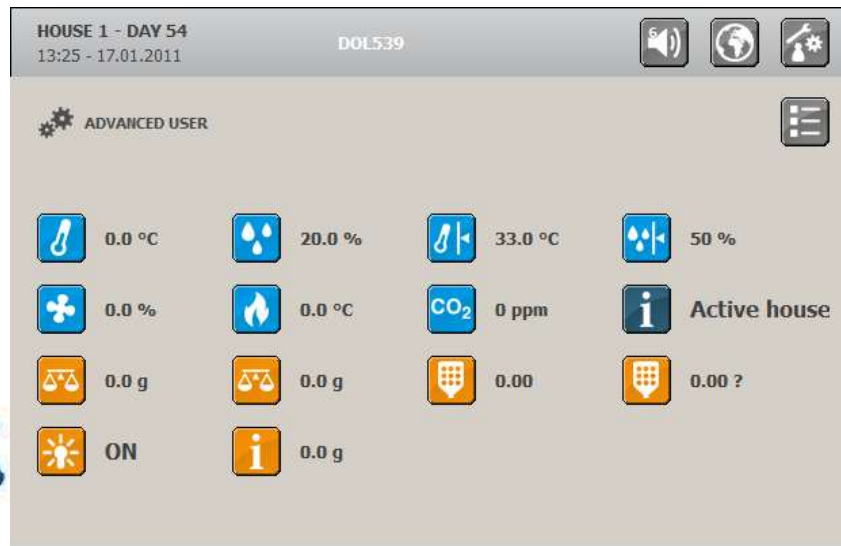 HOUSE 1 - DAY 54
13:25 - 17.01.2011
DOL539
6
ADVANCED USER
0.0 °C
20.0 %
33.0 °C
50 %
0.0 %
0.0 °C
CO2
0 ppm
i
Active house
0.0 g
0.0 g
0.00
0.00 ?
ON
i
0.0 g